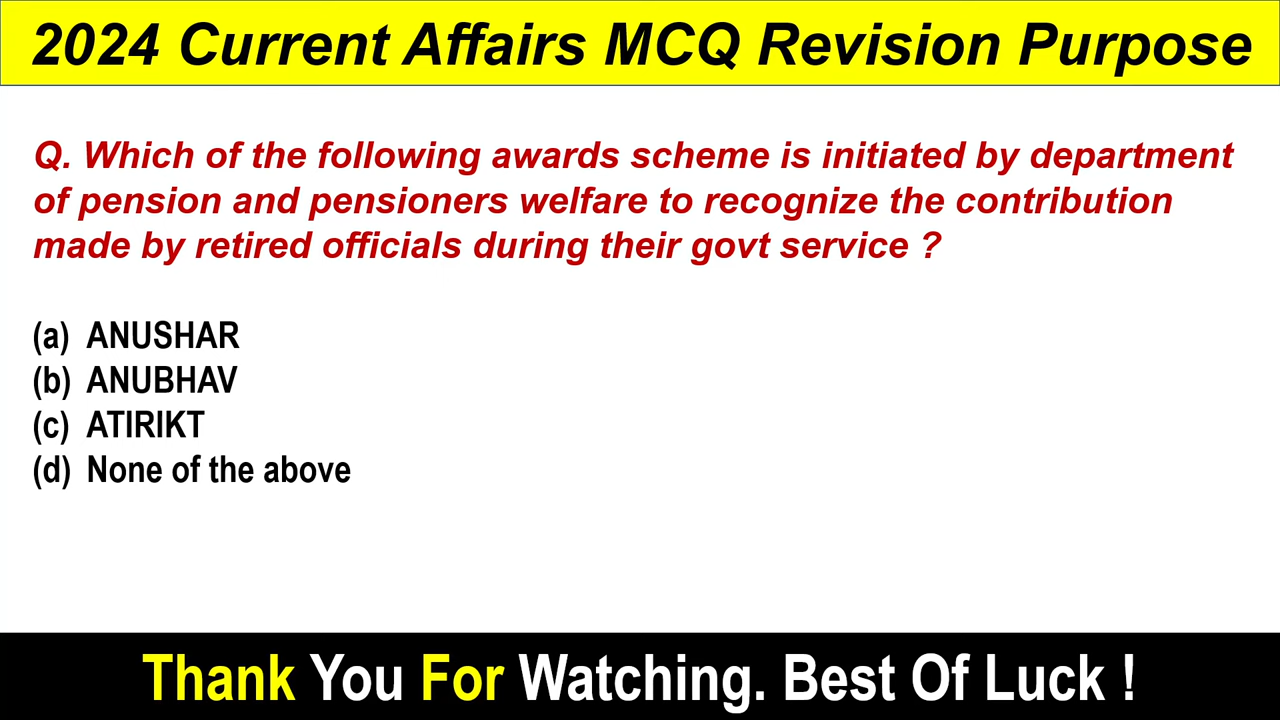 2024 Current Affairs MCQ Revision Purpose
Q. Which of the following awards scheme is initiated by department
of pension and pensioners welfare to recognize the contribution
made by retired officials during their govt service ?
(a) ANUSHAR
(b) ANUBHAV
(c) ATIRIKT
(d) None of the above
Thank You For Watching. Best Of Luck !